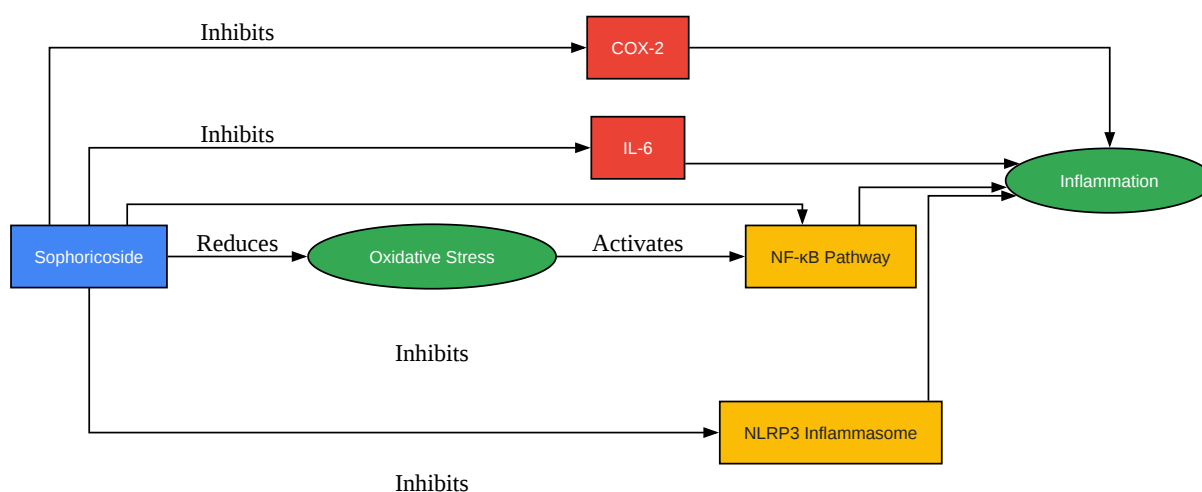 Inhibits
COX-2
Inhibits
IL-6
Inflammation
Sophoricoside
Reduces
Oxidative Stress
Activates
NF-κB Pathway
Inhibits
NLRP3 Inflammasome
Inhibits